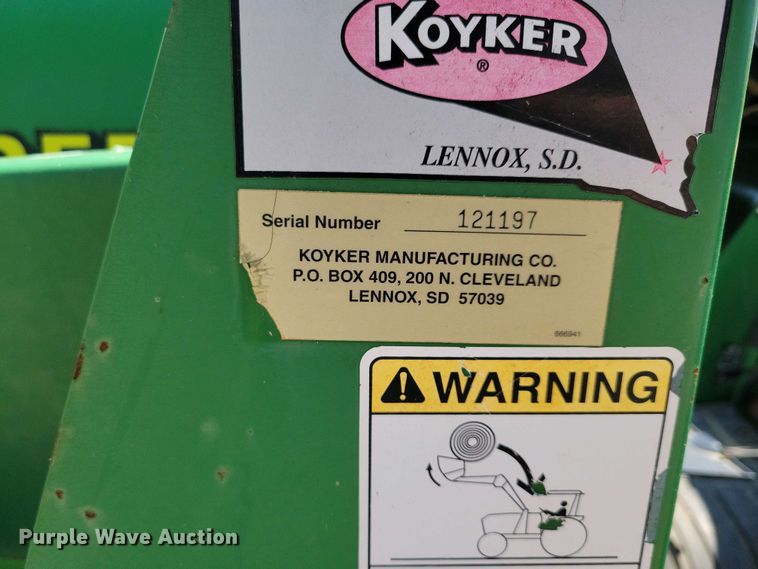 KOYKER
®
LENNOX, S.D.
Serial Number 121197
KOYKER MANUFACTURING CO.
P.O. BOX 409, 200 N. CLEVELAND
LENNOX, SD 57039
666941
WARNING
Purple Wave Auction